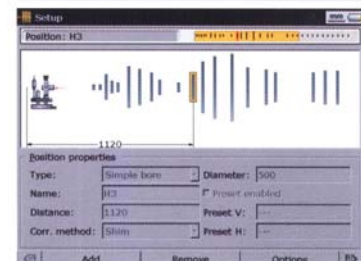 Setup
Position: H3
1120
Position properties
Type: Simple bore Diameter: 500
Name: H3 Preset enabled
Distance: 1120 Preset V: ---
Corr. method: Shim Preset H: ---
Add Remove Options